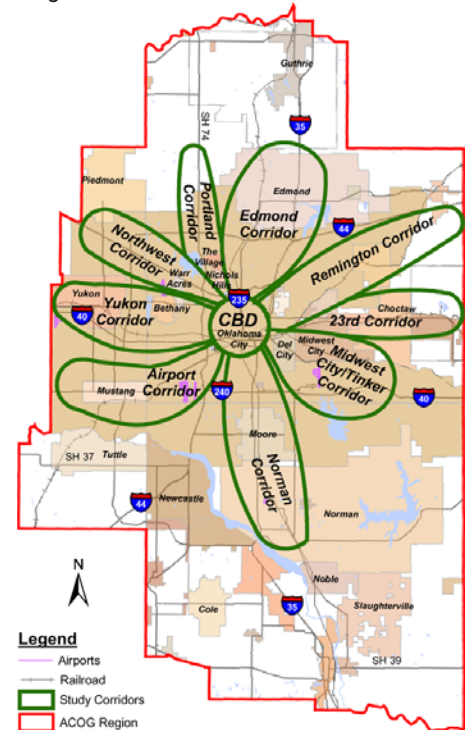 Guthrie
35
SH 74
Piedmont
Edmond
Portland
Corridor
Edmond
Corridor
44
Remington Corridor
Northwest
Corridor
The
Village
Nichols
Hills
Warr
Acres
235
Yukon
40
Yukon
Corridor
Bethany
CBD
Oklahoma
City
Choctaw
23rd Corridor
Del
City
Midwest
City
Midwest
City/Tinker
Corridor
Airport
Corridor
Mustang
240
40
Moore
SH 37
Tuttle
Norman
Corridor
Newcastle
44
Norman
N
Noble
Cole
35
Slaughterville
SH 39
Legend
Airports
Railroad
Study Corridors
ACOG Region